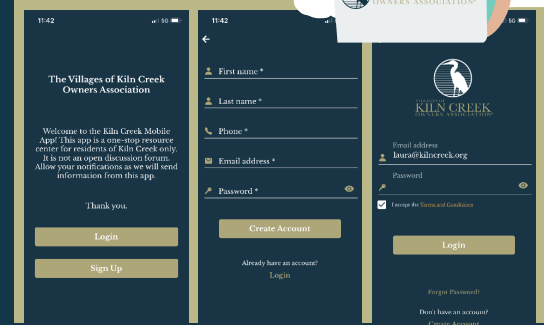 11:42
5G
The Villages of Kiln Creek
Owners Association
Welcome to the Kiln Creek Mobile
App! This app is a one-stop resource
center for residents of Kiln Creek only.
It is not an open discussion forum.
Allow your notifications as we will send
information from this app.
Thank you.
Login
Sign Up
11:42
5G
First name *
Last name *
Phone *
Email address *
Password *
Create Account
Already have an account?
Login
OWNERS ASSOCIATION
5G
KILN CREEK
OWNERS ASSOCIATION
Email address
laura@kilncreek.org
Password
I accept the Terms and Conditions
Login
Forgot Password?
Don't have an account?
Create Account